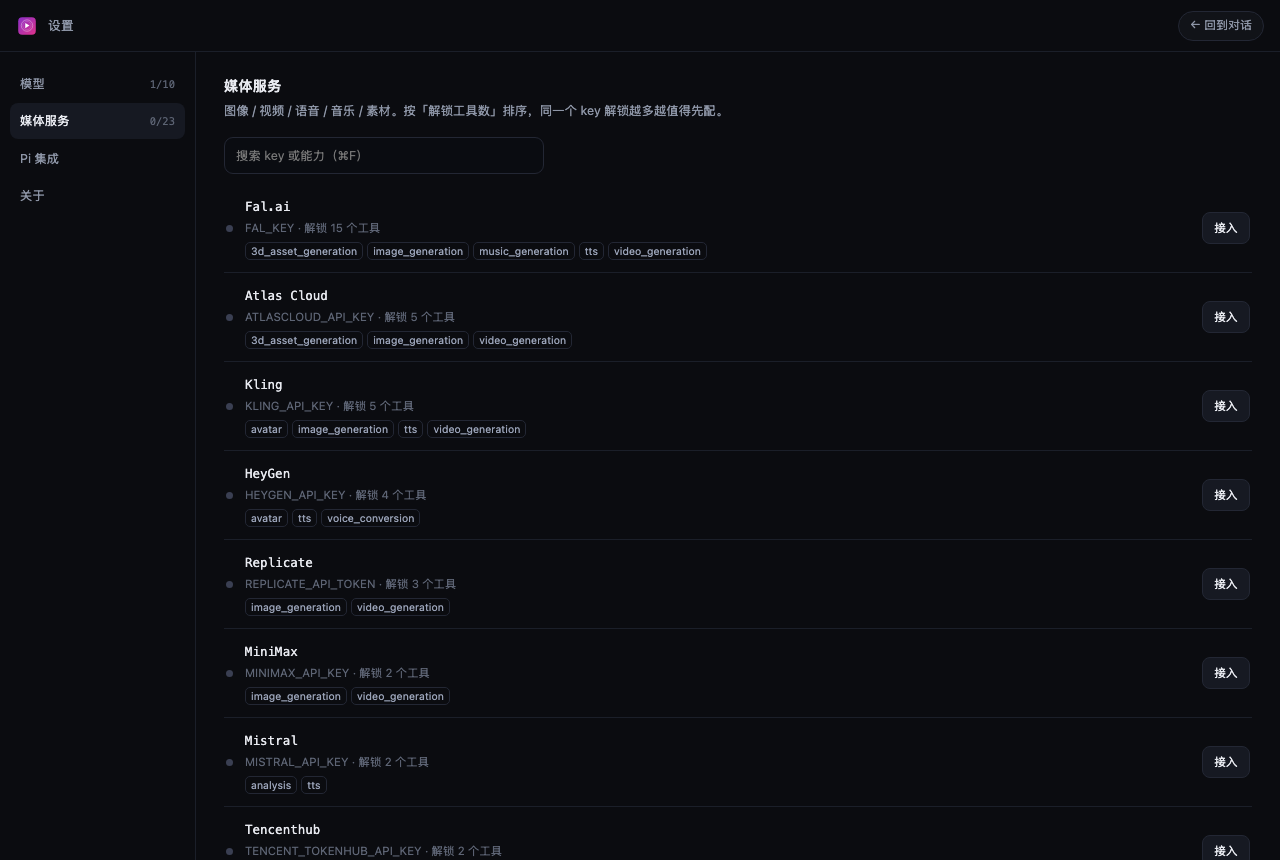 设置
← 回到对话
模型 1/10
媒体服务 0/23
Pi 集成
关于
媒体服务
图像 / 视频 / 语音 / 音乐 / 素材。按「解锁工具数」排序，同一个 key 解锁越多越值得先配。
搜索 key 或能力（⌘F）
Fal.ai
FAL_KEY · 解锁 15 个工具
3d_asset_generation image_generation music_generation tts video_generation
接入
Atlas Cloud
ATLASCLOUD_API_KEY · 解锁 5 个工具
3d_asset_generation image_generation video_generation
接入
Kling
KLING_API_KEY · 解锁 5 个工具
avatar image_generation tts video_generation
接入
HeyGen
HEYGEN_API_KEY · 解锁 4 个工具
avatar tts voice_conversion
接入
Replicate
REPLICATE_API_TOKEN · 解锁 3 个工具
image_generation video_generation
接入
MiniMax
MINIMAX_API_KEY · 解锁 2 个工具
image_generation video_generation
接入
Mistral
MISTRAL_API_KEY · 解锁 2 个工具
analysis tts
接入
Tencenthub
TENCENT_TOKENHUB_API_KEY · 解锁 2 个工具
接入